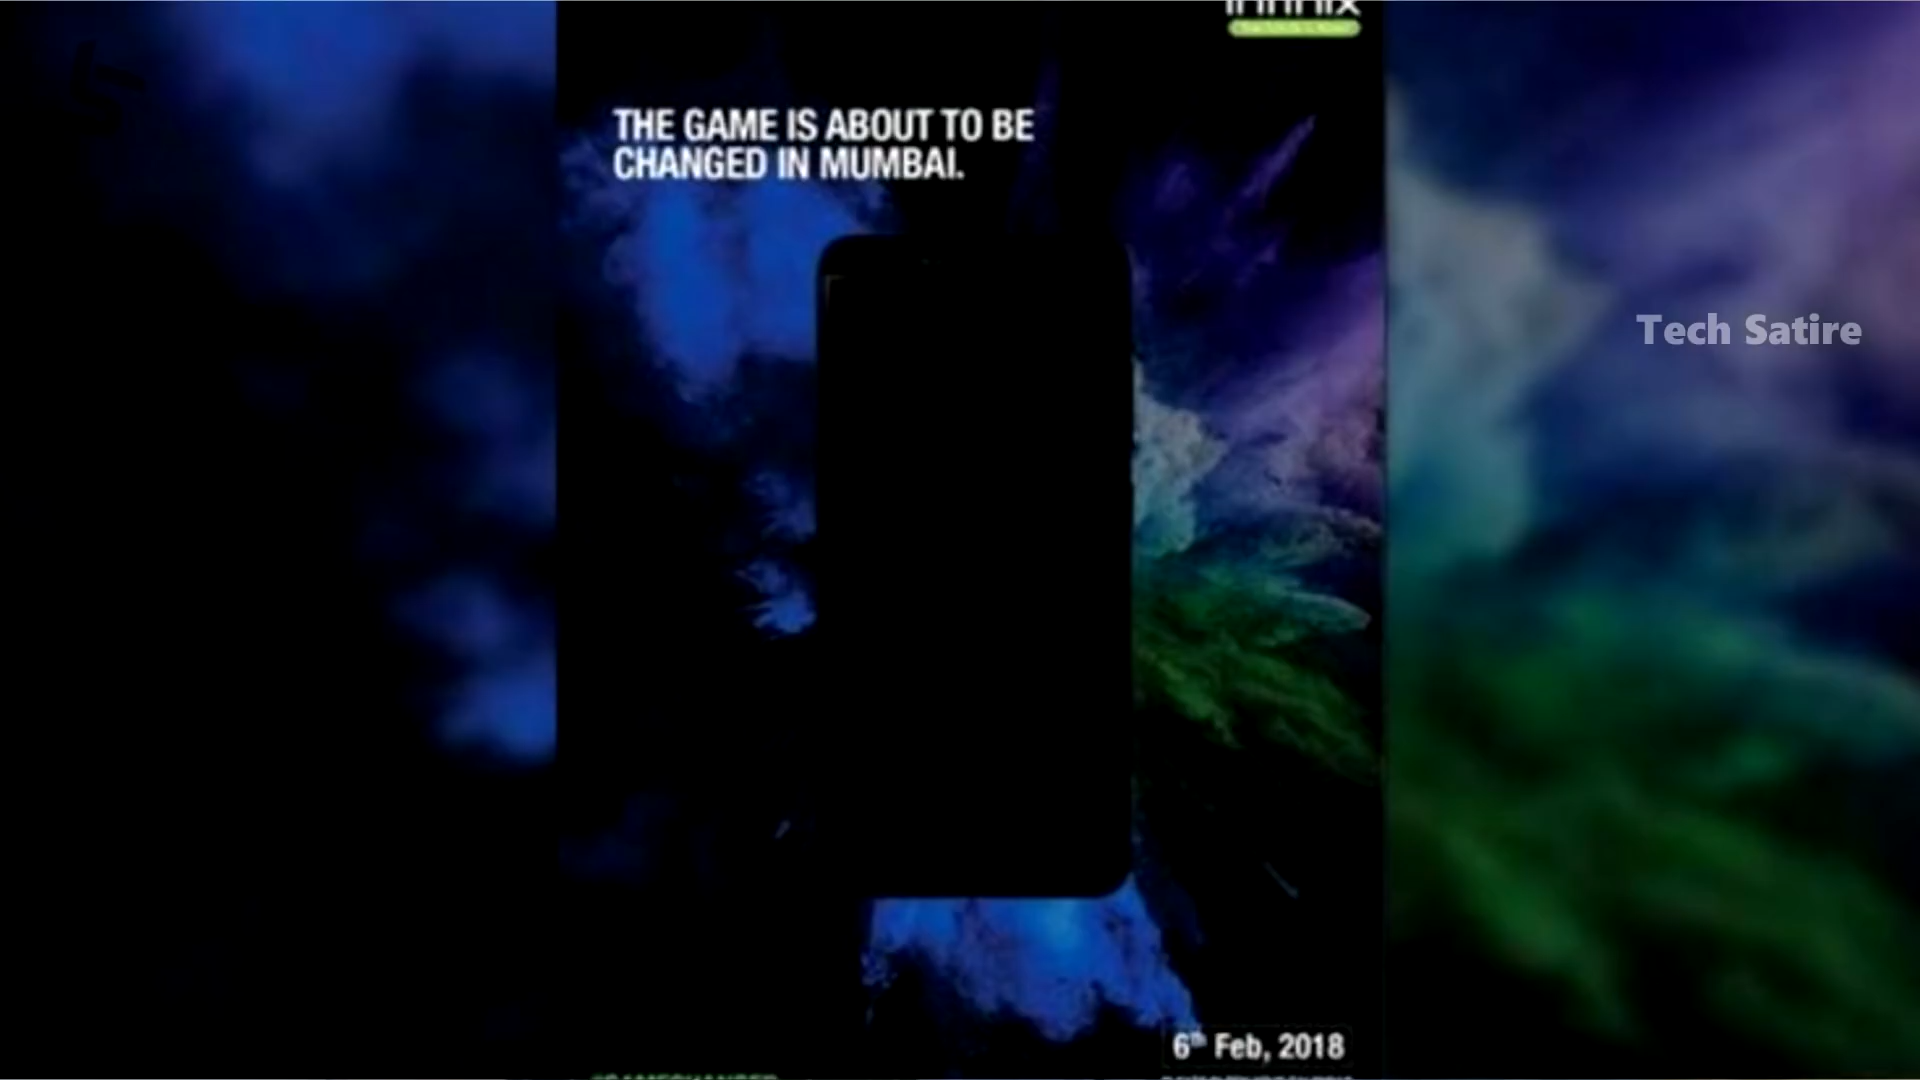 THE GAME IS ABOUT TO BE
CHANGED IN MUMBAI.
Tech Satire
6th Feb, 2018